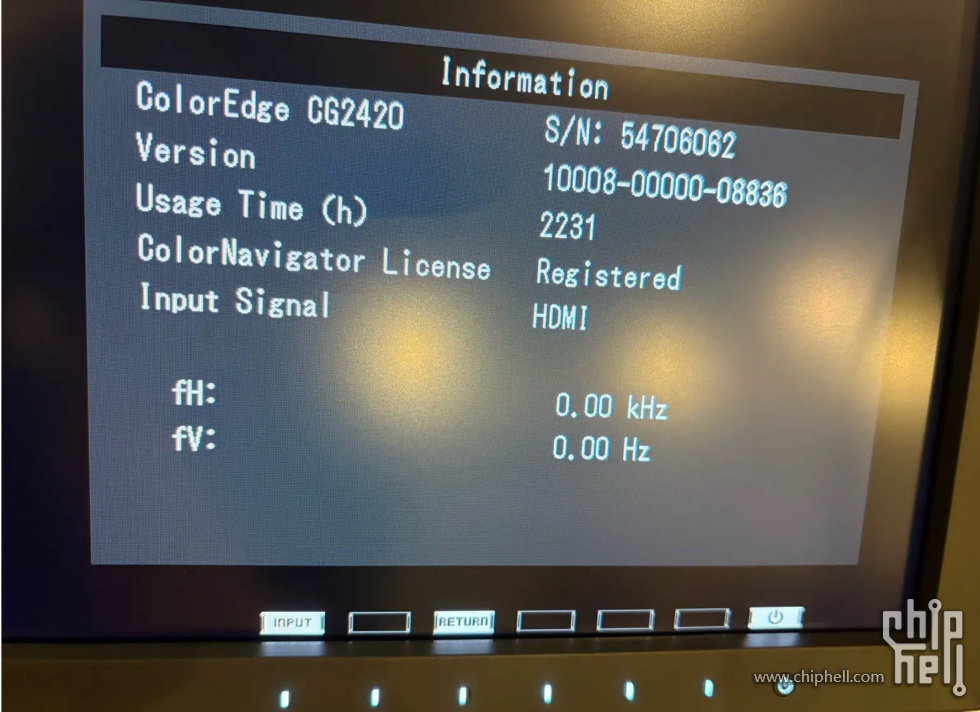 Information
ColorEdge CG2420 S/N: 54706062
Version 10008-00000-08836
Usage Time (h) 2231
ColorNavigator License Registered
Input Signal HDMI
fH: 0.00 kHz
fV: 0.00 Hz
INPUT RETURN
www.chiphell.com
chip
hell